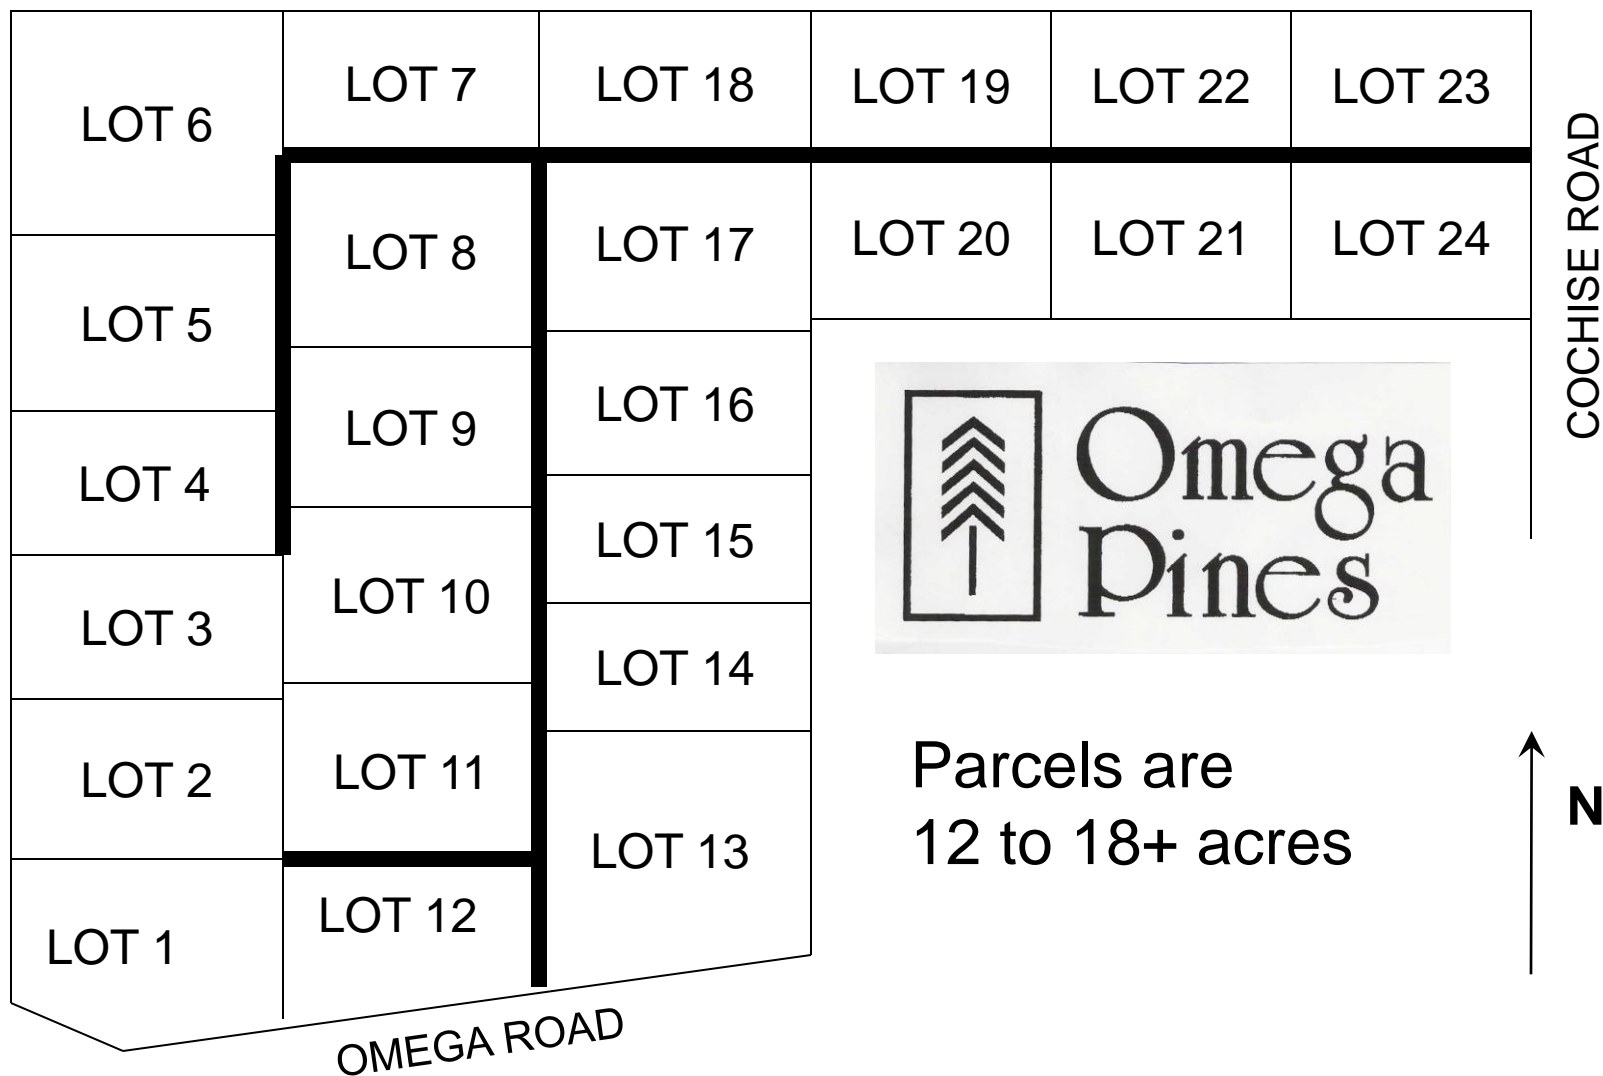 LOT 6
LOT 7
LOT 18
LOT 19
LOT 22
LOT 23
LOT 8
LOT 17
LOT 20
LOT 21
LOT 24
COCHISE ROAD
LOT 5
LOT 9
LOT 16
LOT 4
LOT 10
LOT 15
LOT 3
LOT 14
LOT 2
LOT 11
LOT 13
LOT 1
LOT 12
Omega
Pines
Parcels are
12 to 18+ acres
N
OMEGA ROAD